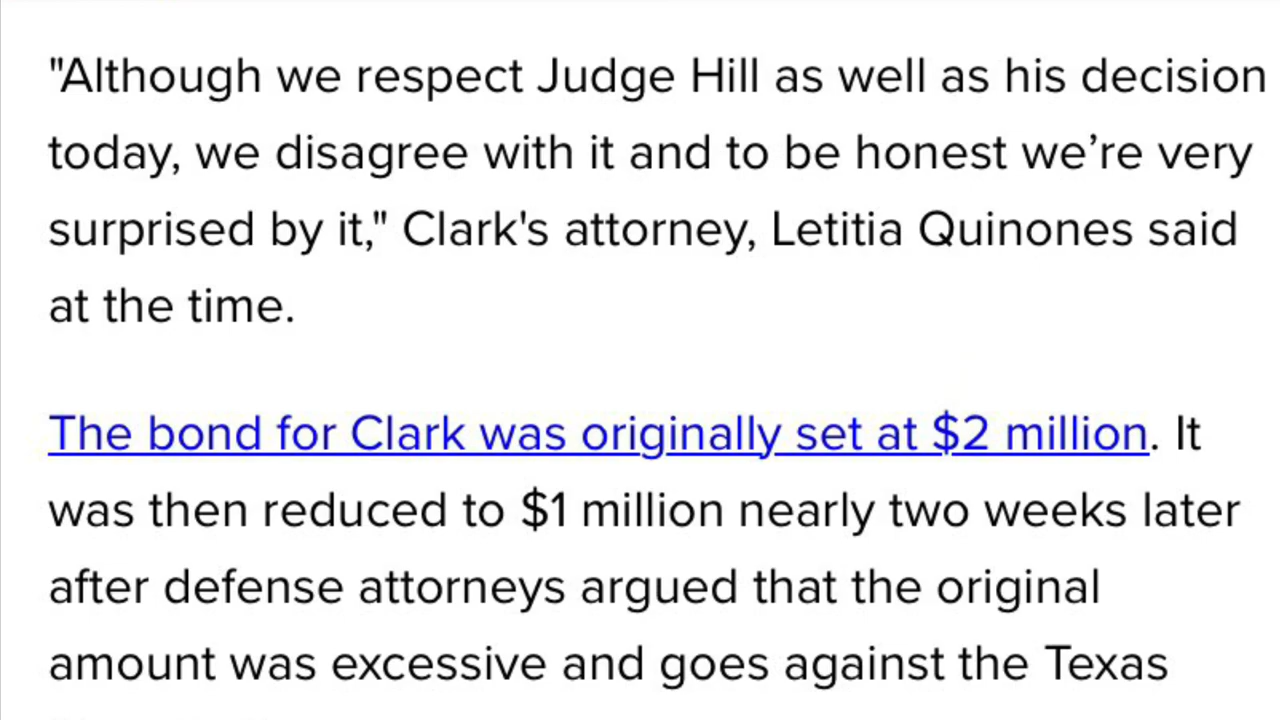 "Although we respect Judge Hill as well as his decision
today, we disagree with it and to be honest we’re very
surprised by it," Clark's attorney, Letitia Quinones said
at the time.
The bond for Clark was originally set at $2 million. It
was then reduced to $1 million nearly two weeks later
after defense attorneys argued that the original
amount was excessive and goes against the Texas